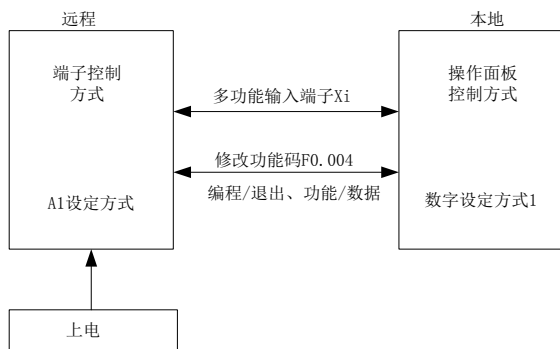 远程
本地
端子控制
方式
操作面板
控制方式
多功能输入端子Xi
修改功能码F0.004
编程/退出、功能/数据
A1设定方式
数字设定方式1
上电